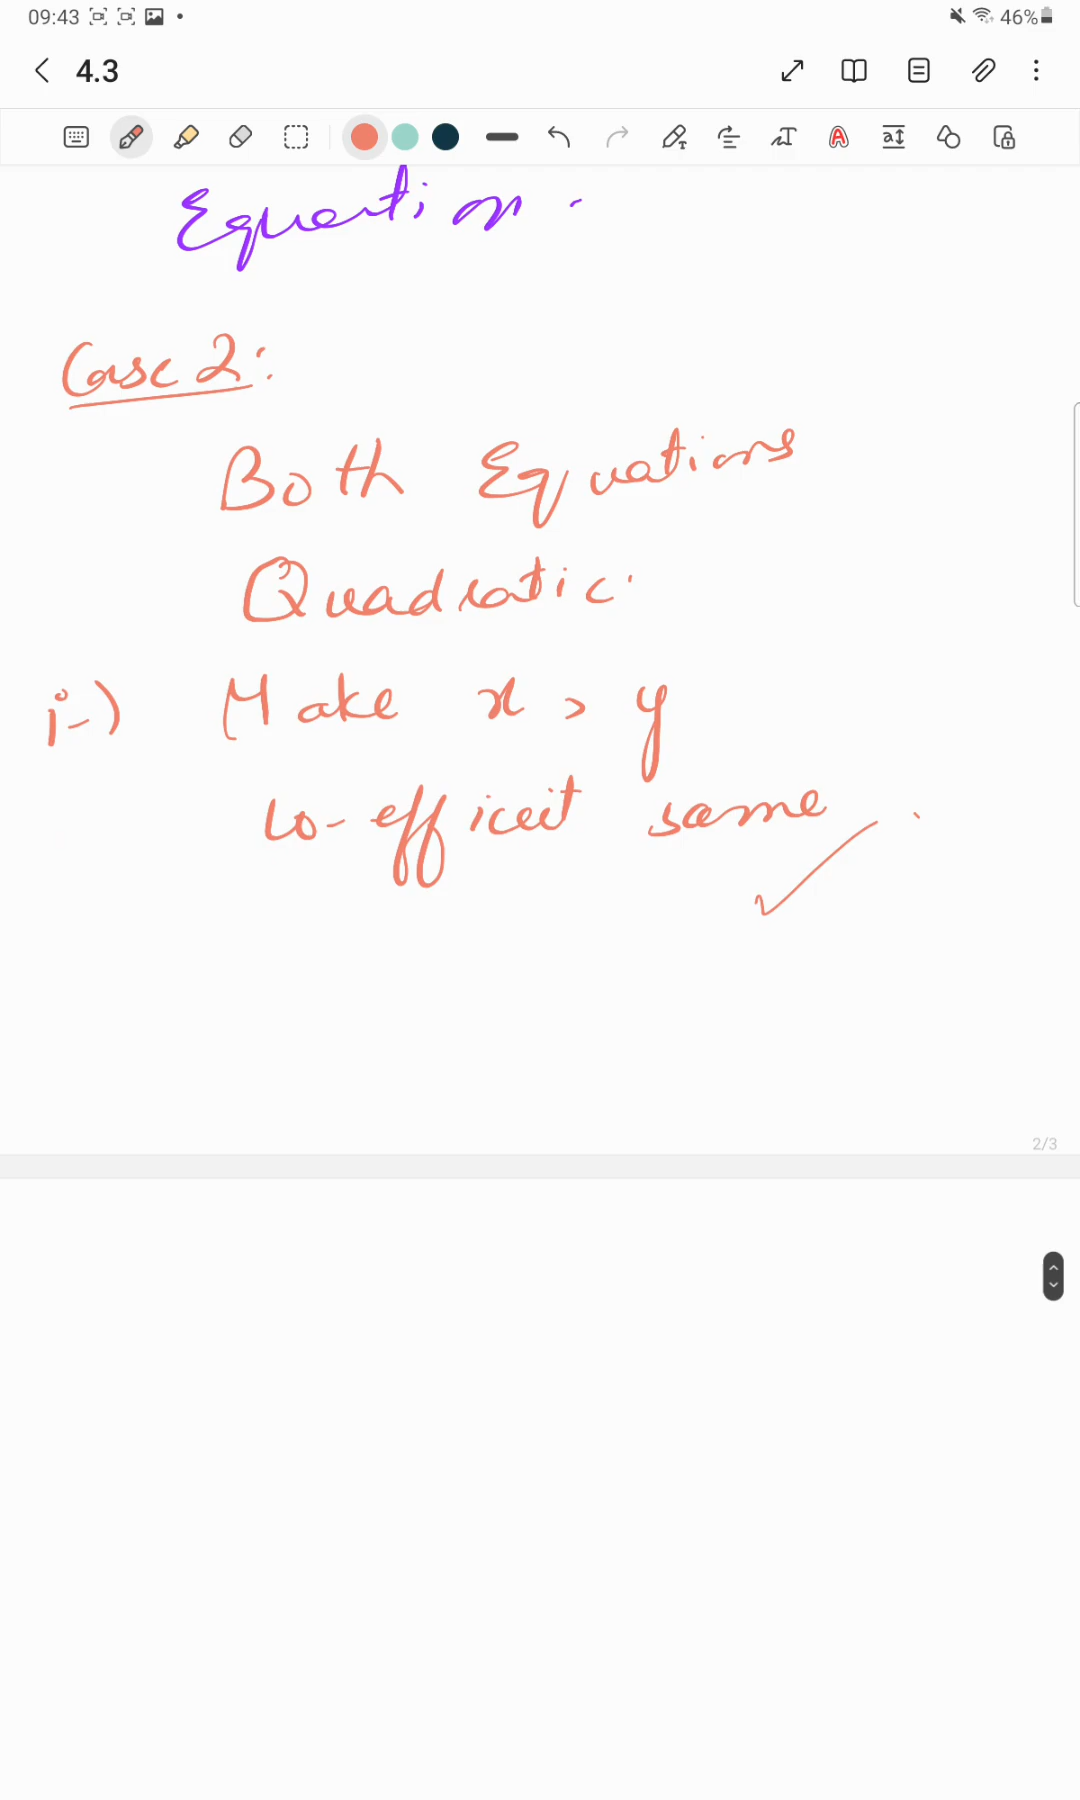 09:43 46%
4.3
Equation.
Case 2:
Both Equations
Quadratic.
i-) Make x, y
co-efficeit same.
2/3